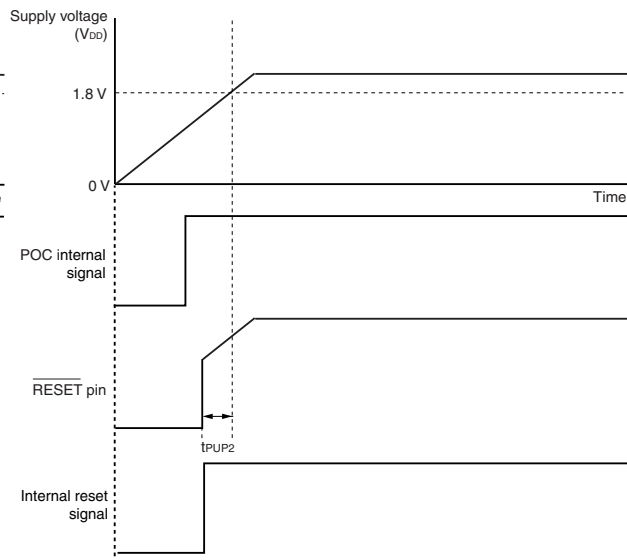 Supply voltage
(VDD)
1.8 V
0 V
Time
POC internal
signal
RESET pin
tPUP2
Internal reset
signal